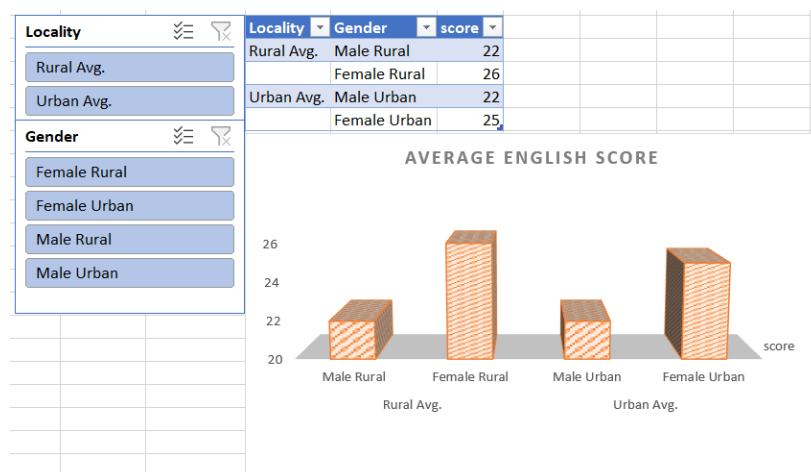 Locality
Rural Avg.
Urban Avg.
Gender
Female Rural
Female Urban
Male Rural
Male Urban
Locality Gender score
Rural Avg. Male Rural 22
Female Rural 26
Urban Avg. Male Urban 22
Female Urban 25
AVERAGE ENGLISH SCORE
26
24
22
20
score
Male Rural Female Rural Male Urban Female Urban
Rural Avg. Urban Avg.